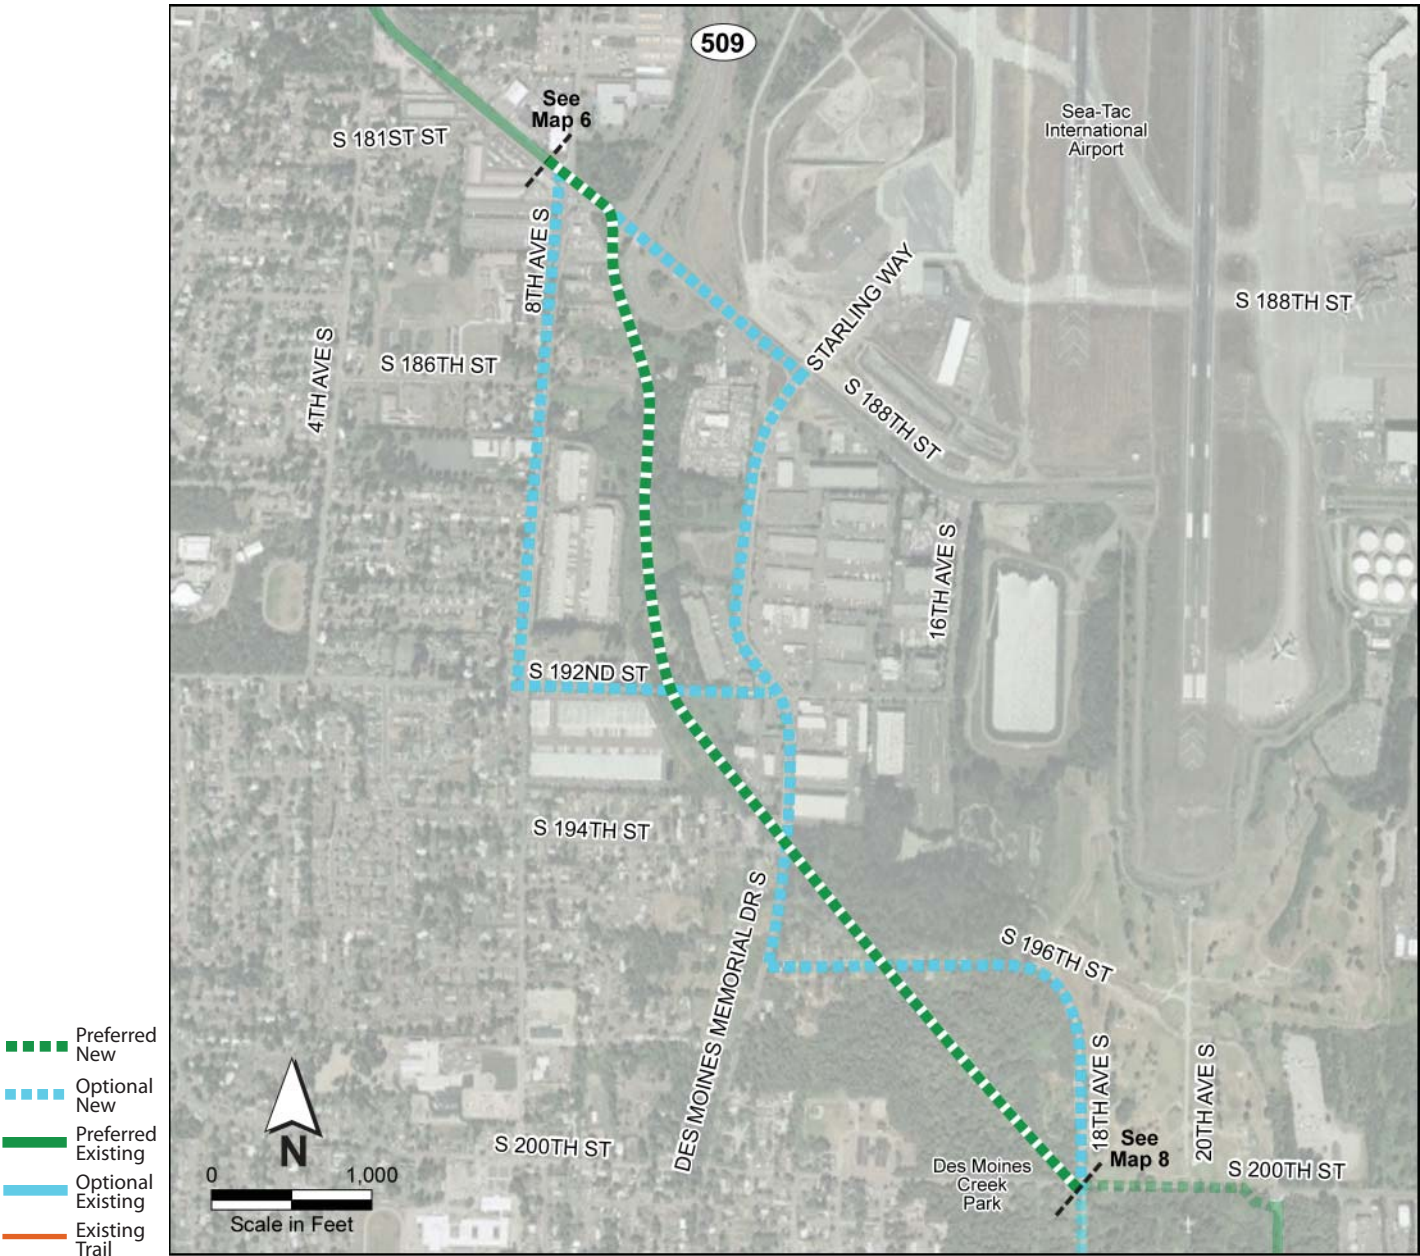 509
See
Map 6
Sea-Tac
International
Airport
S 181ST ST
8TH AVE S
STARLING WAY
S 188TH ST
4TH AVE S
S 186TH ST
S 188TH ST
16TH AVE S
S 192ND ST
S 194TH ST
DES MOINES MEMORIAL DR S
S 196TH ST
18TH AVE S
20TH AVE S
See
Map 8
S 200TH ST
S 200TH ST
Des Moines
Creek
Park
N
0 1,000
Scale in Feet
Preferred
New
Optional
New
Preferred
Existing
Optional
Existing
Existing
Trail